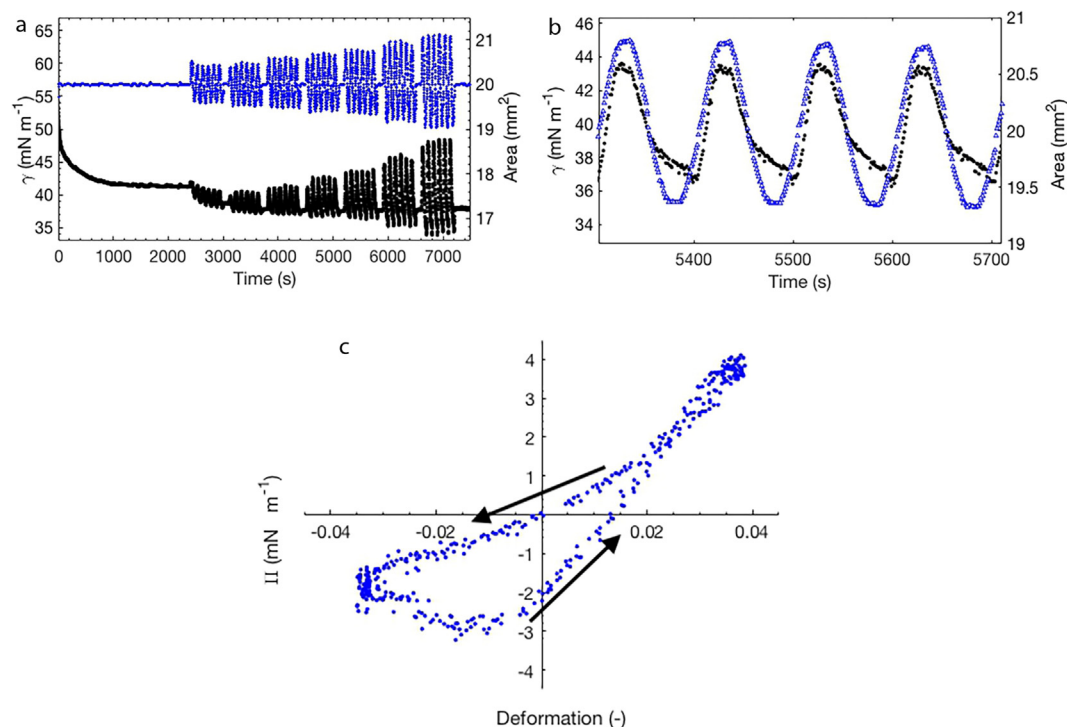 a
65
60
55
50
45
40
35
γ (mN m-1)
21
20
19
18
17
Area (mm2)
0 1000 2000 3000 4000 5000 6000 7000
Time (s)
b
46
44
42
40
38
36
34
γ (mN m-1)
21
20.5
20
19.5
19
Area (mm2)
5400 5500 5600 5700
Time (s)
c
4
3
2
1
-0.04 -0.02 0.02 0.04
-1
-2
-3
-4
II (mN m-1)
Deformation (-)